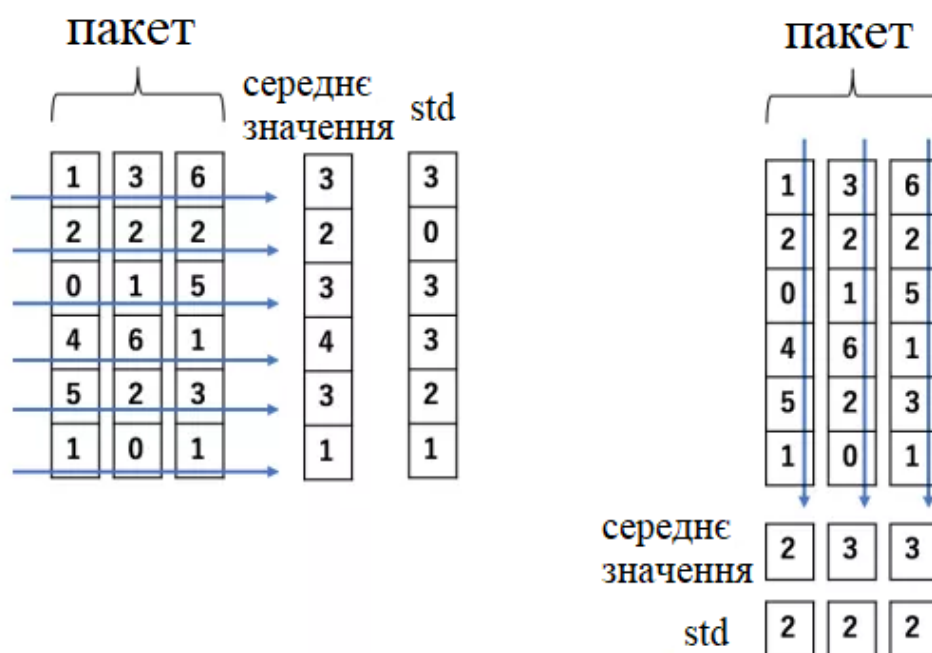 пакет
середнє
значення
std
1 3 6 3 3
2 2 2 2 0
0 1 5 3 3
4 6 1 4 3
5 2 3 3 2
1 0 1 1 1
пакет
1 3 6
2 2 2
0 1 5
4 6 1
5 2 3
1 0 1
середнє
значення
2 3 3
std
2 2 2